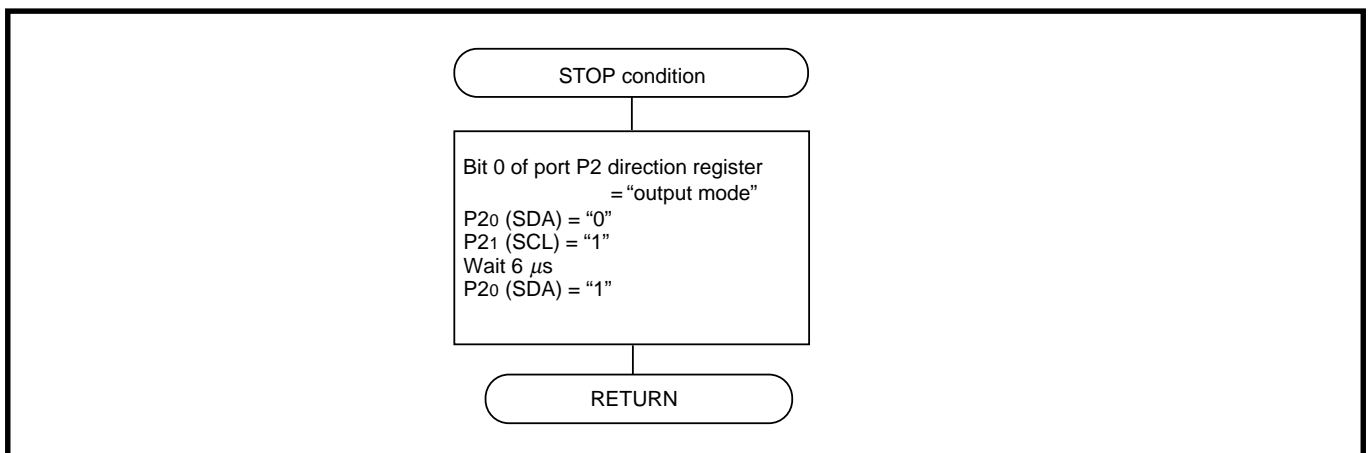 STOP condition
Bit 0 of port P2 direction register
= “output mode”
P20 (SDA) = “0”
P21 (SCL) = “1”
Wait 6 μs
P20 (SDA) = “1”
RETURN